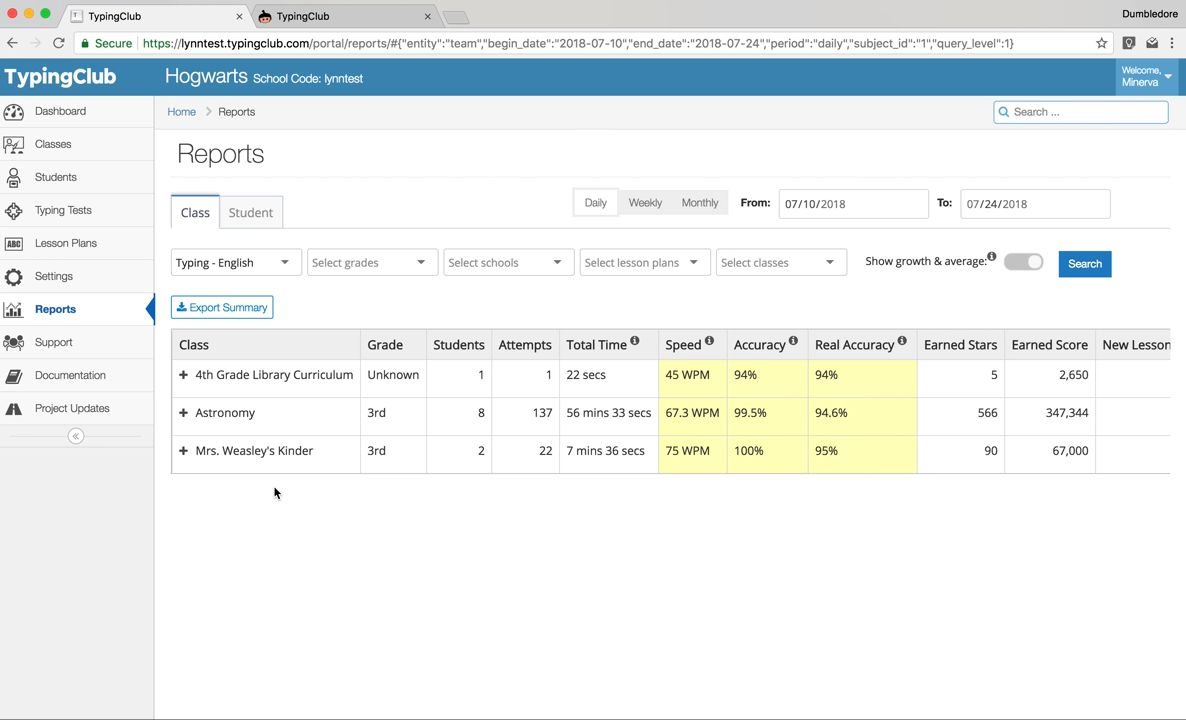 TypingClub
TypingClub
Dumbledore
Secure https://lynntest.typingclub.com/portal/reports/#{"entity":"team","begin_date":"2018-07-10","end_date":"2018-07-24","period":"daily","subject_id":"1","query_level":1}
TypingClub
Hogwarts School Code: lynntest
Welcome,
Minerva
Dashboard
Classes
Students
Typing Tests
ABC Lesson Plans
Settings
Reports
Support
Documentation
Project Updates
Home Reports
Search ...
Reports
Class Student
Daily Weekly Monthly From: 07/10/2018 To: 07/24/2018
Typing - English Select grades Select schools Select lesson plans Select classes Show growth & average: Search
Export Summary
Class Grade Students Attempts Total Time Speed Accuracy Real Accuracy Earned Stars Earned Score New Lesson
4th Grade Library Curriculum Unknown 1 1 22 secs 45 WPM 94% 94% 5 2,650
Astronomy 3rd 8 137 56 mins 33 secs 67.3 WPM 99.5% 94.6% 566 347,344
Mrs. Weasley's Kinder 3rd 2 22 7 mins 36 secs 75 WPM 100% 95% 90 67,000